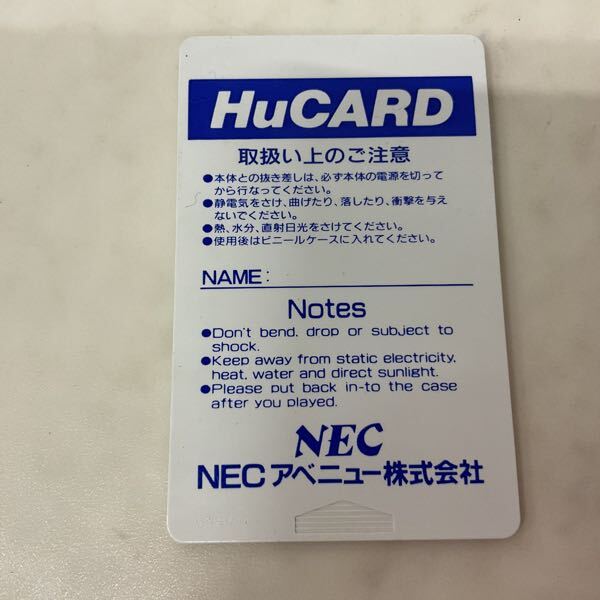 HuCARD
取扱い上のご注意
●本体との抜き差しは、必ず本体の電源を切って
から行なってください。
●静電気をさけ、曲げたり、落したり、衝撃を与え
ないでください。
●熱、水分、直射日光をさけてください。
●使用後はビニールケースに入れてください。
NAME:
Notes
●Don't bend, drop or subject to
shock.
●Keep away from static electricity,
heat, water and direct sunlight.
●Please put back in-to the case
after you played.
NEC
NECアベニュー株式会社